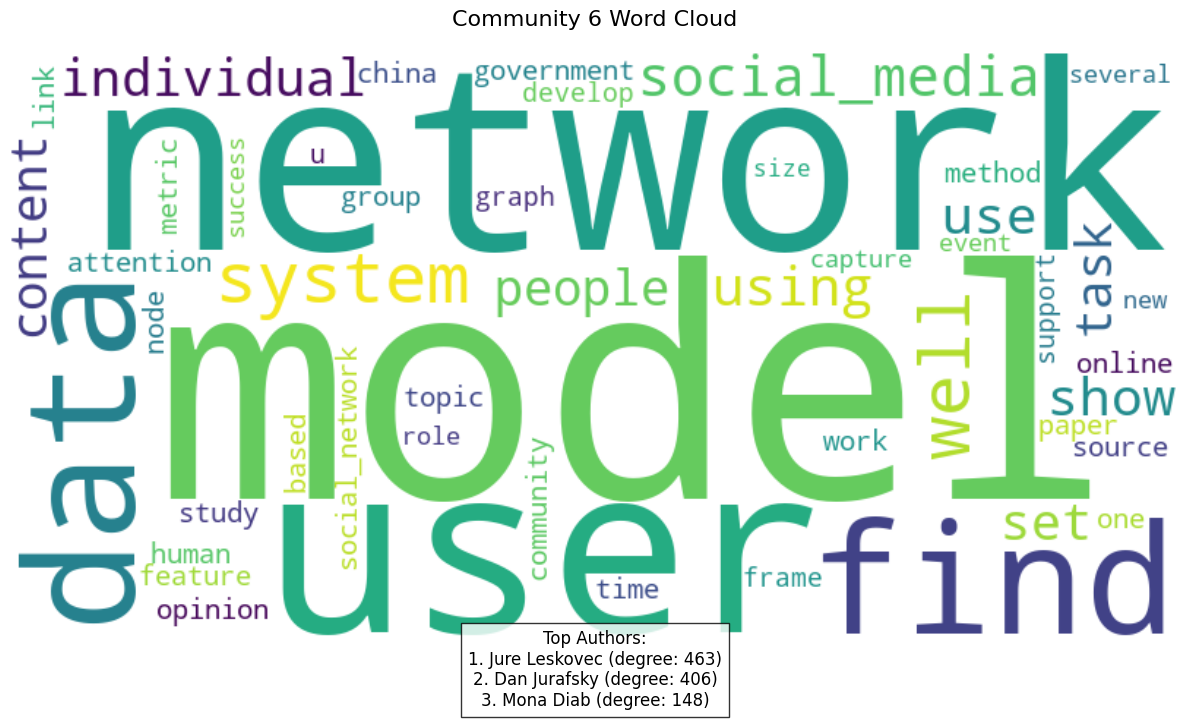 Community 6 Word Cloud
individual
china
government
develop
social_media
several
link
network
content
metric
success
u
group
graph
size
method
use
event
task
attention
system
people
using
capture
well
support
new
node
data
model
topic
role
based
social_network
community
work
online
show
paper
source
study
human
feature
opinion
user
time
frame
find
set
one
Top Authors:
1. Jure Leskovec (degree: 463)
2. Dan Jurafsky (degree: 406)
3. Mona Diab (degree: 148)